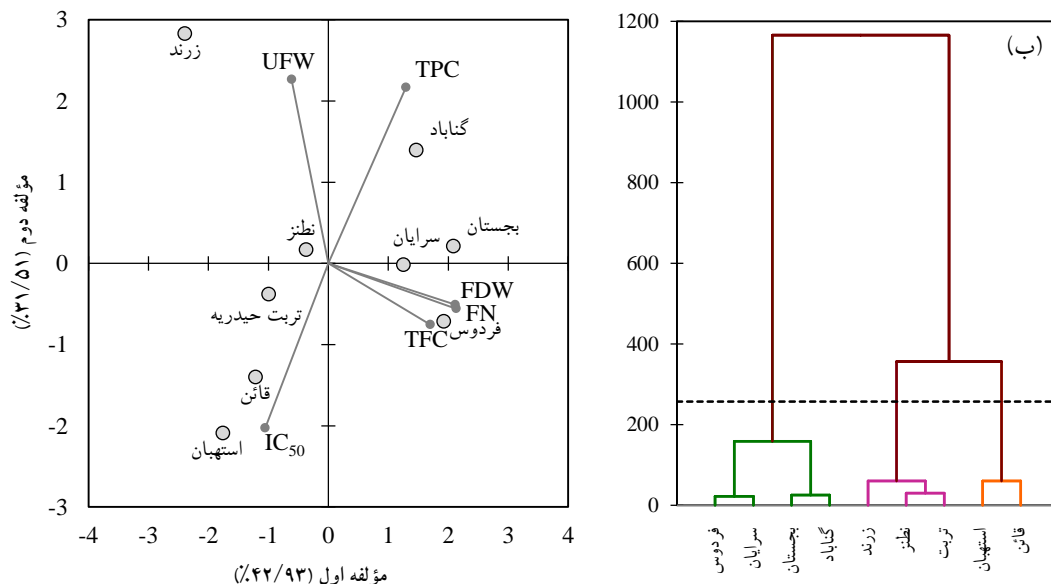 3
2
1
0
-1
-2
-3
-4
-3
-2
-1
0
1
2
3
4
مؤلفه دوم (۳۱/۵۱٪)
مؤلفه اول (۴۲/۹۳٪)
زرند
UFW
TPC
گناباد
نطنز
سرایان
بجستان
FDW
FN
TFC
فردوس
تربت حیدریه
قائن
استهبان
IC₅₀
(ب)
1200
1000
800
600
400
200
0
فردوس
سرایان
بجستان
گناباد
زرند
نطنز
تربت
استهبان
قائن